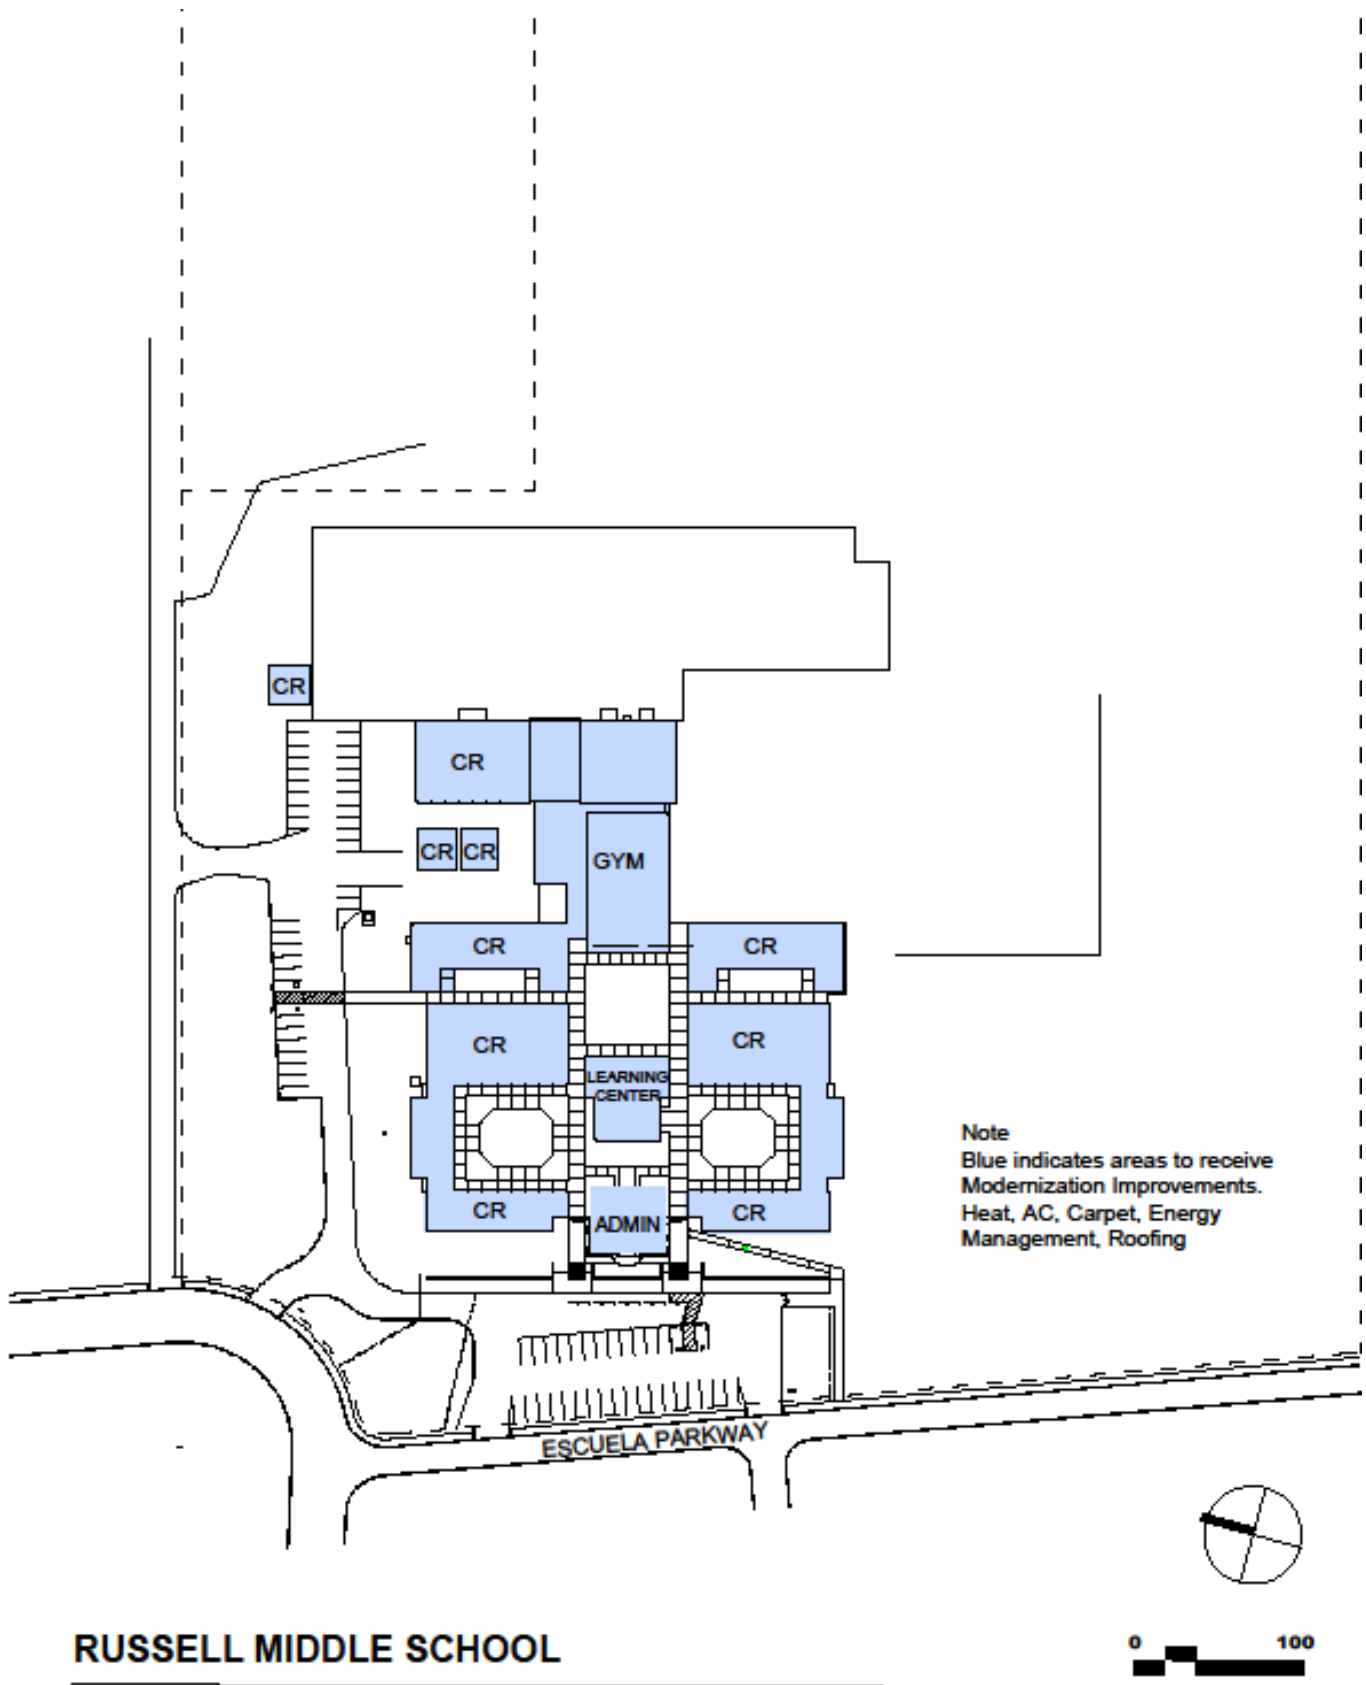 CR
CR
CR CR
GYM
CR
CR
CR
CR
LEARNING
CENTER
CR
ADMIN
CR
Note
Blue indicates areas to receive
Modernization Improvements.
Heat, AC, Carpet, Energy
Management, Roofing
ESCUELA PARKWAY
RUSSELL MIDDLE SCHOOL
0 100